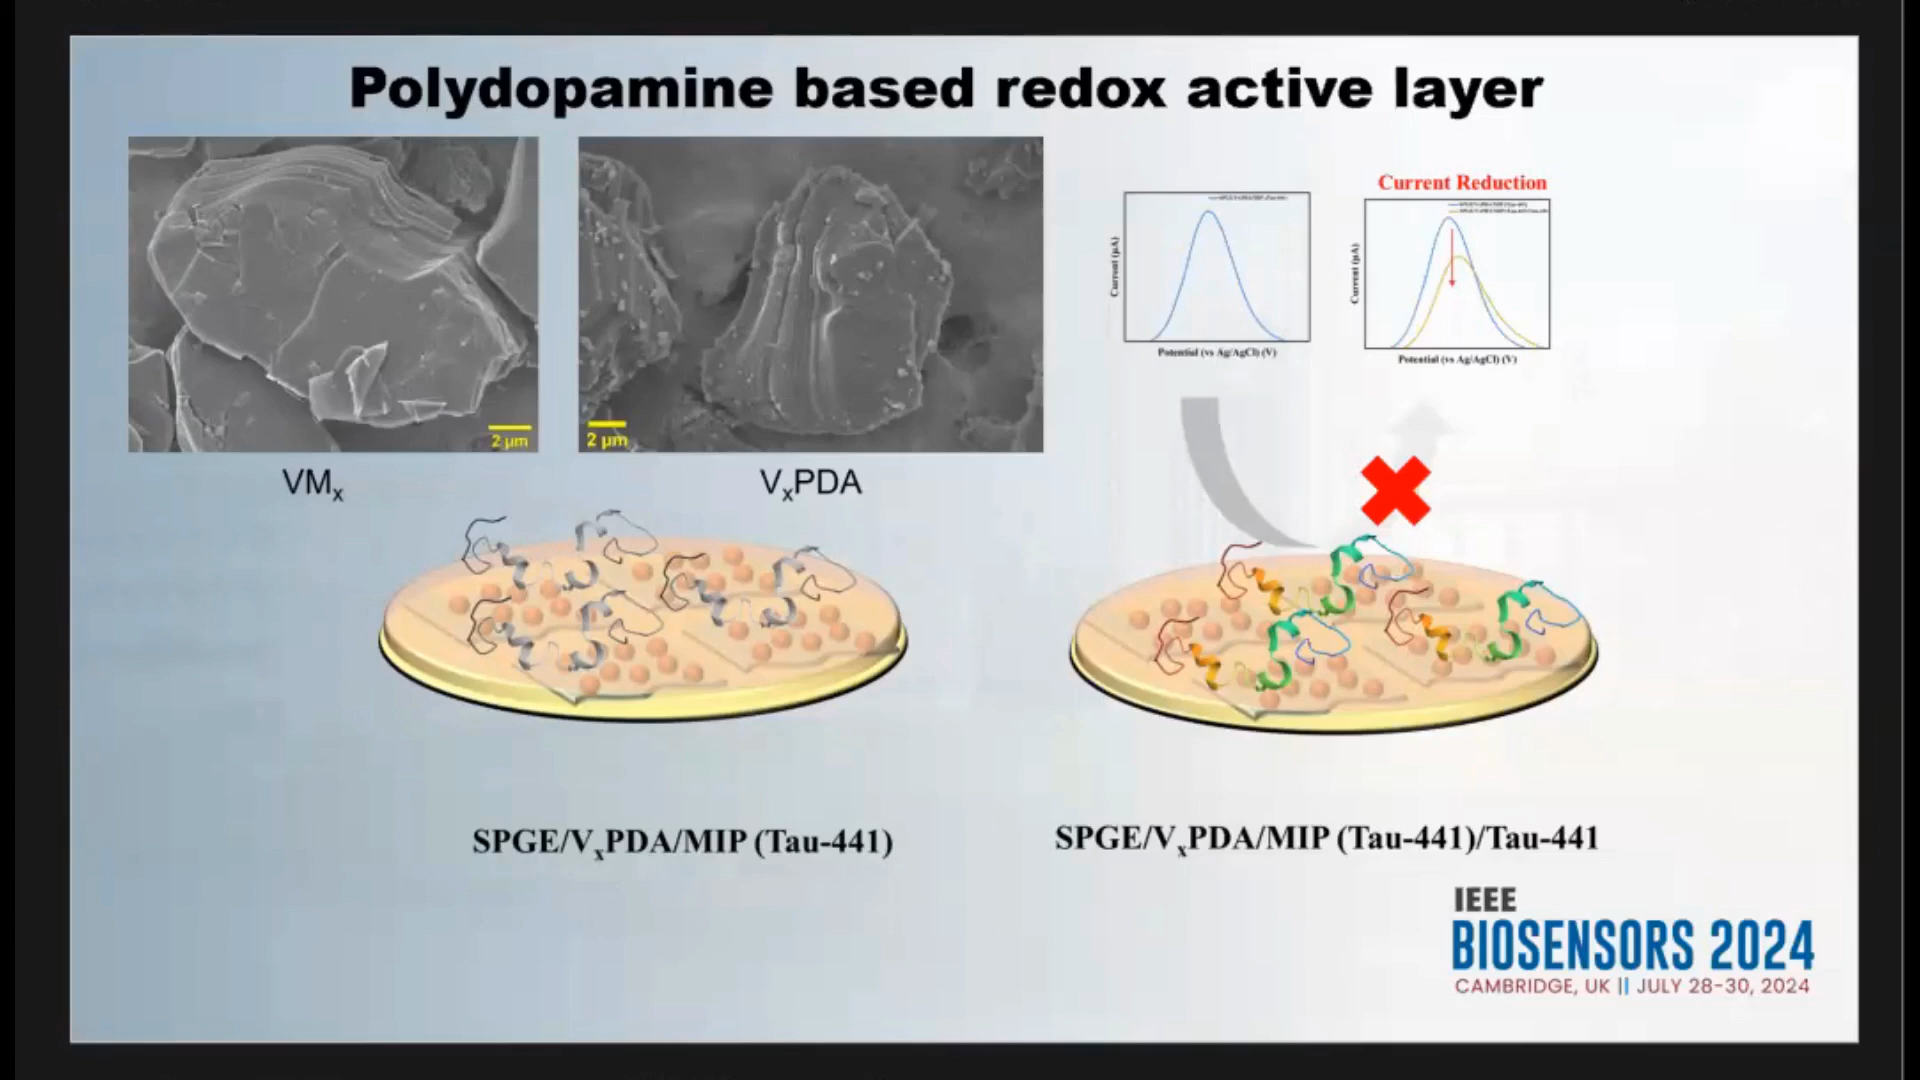 Polydopamine based redox active layer
2 µm
2 µm
VMx
VxPDA
Current (µA)
Potential (vs Ag/AgCl) (V)
Current Reduction
Current (µA)
Potential (vs Ag/AgCl) (V)
SPGE/VxPDA/MIP (Tau-441)
SPGE/VxPDA/MIP (Tau-441)/Tau-441
IEEE
BIOSENSORS 2024
CAMBRIDGE, UK || JULY 28-30, 2024